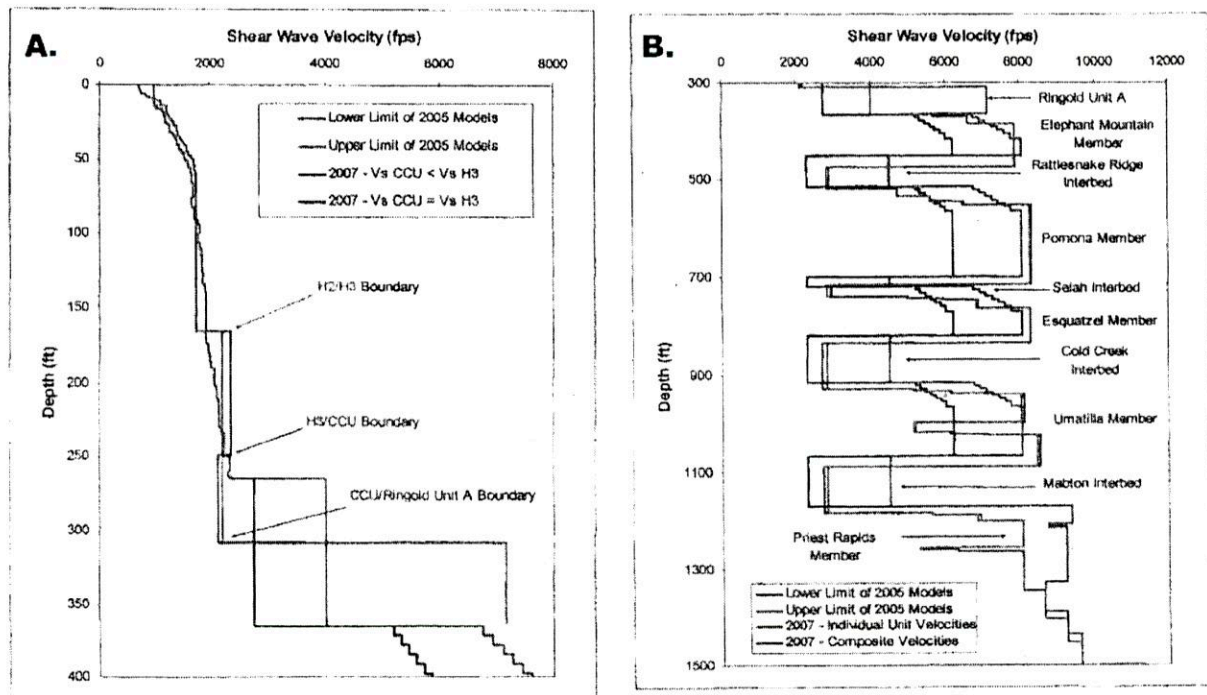 A.
Shear Wave Velocity (fps)
0 2000 4000 6000 8000
0
50
100
150
200
250
300
350
400
Depth (ft)
Lower Limit of 2005 Models
Upper Limit of 2005 Models
2007 - Vs CCU < Vs H3
2007 - Vs CCU = Vs H3
H2/H3 Boundary
H3/CCU Boundary
CCU/Ringold Unit A Boundary
B.
Shear Wave Velocity (fps)
0 2000 4000 6000 8000 10000 12000
300
500
700
900
1100
1300
1500
Depth (ft)
Ringold Unit A
Elephant Mountain
Member
Rattlesnake Ridge
Interbed
Pomona Member
Selah Interbed
Esquatzel Member
Cold Creek
Interbed
Umatilla Member
Mabton Interbed
Priest Rapids
Member
Lower Limit of 2005 Models
Upper Limit of 2005 Models
2007 - Individual Unit Velocities
2007 - Composite Velocities